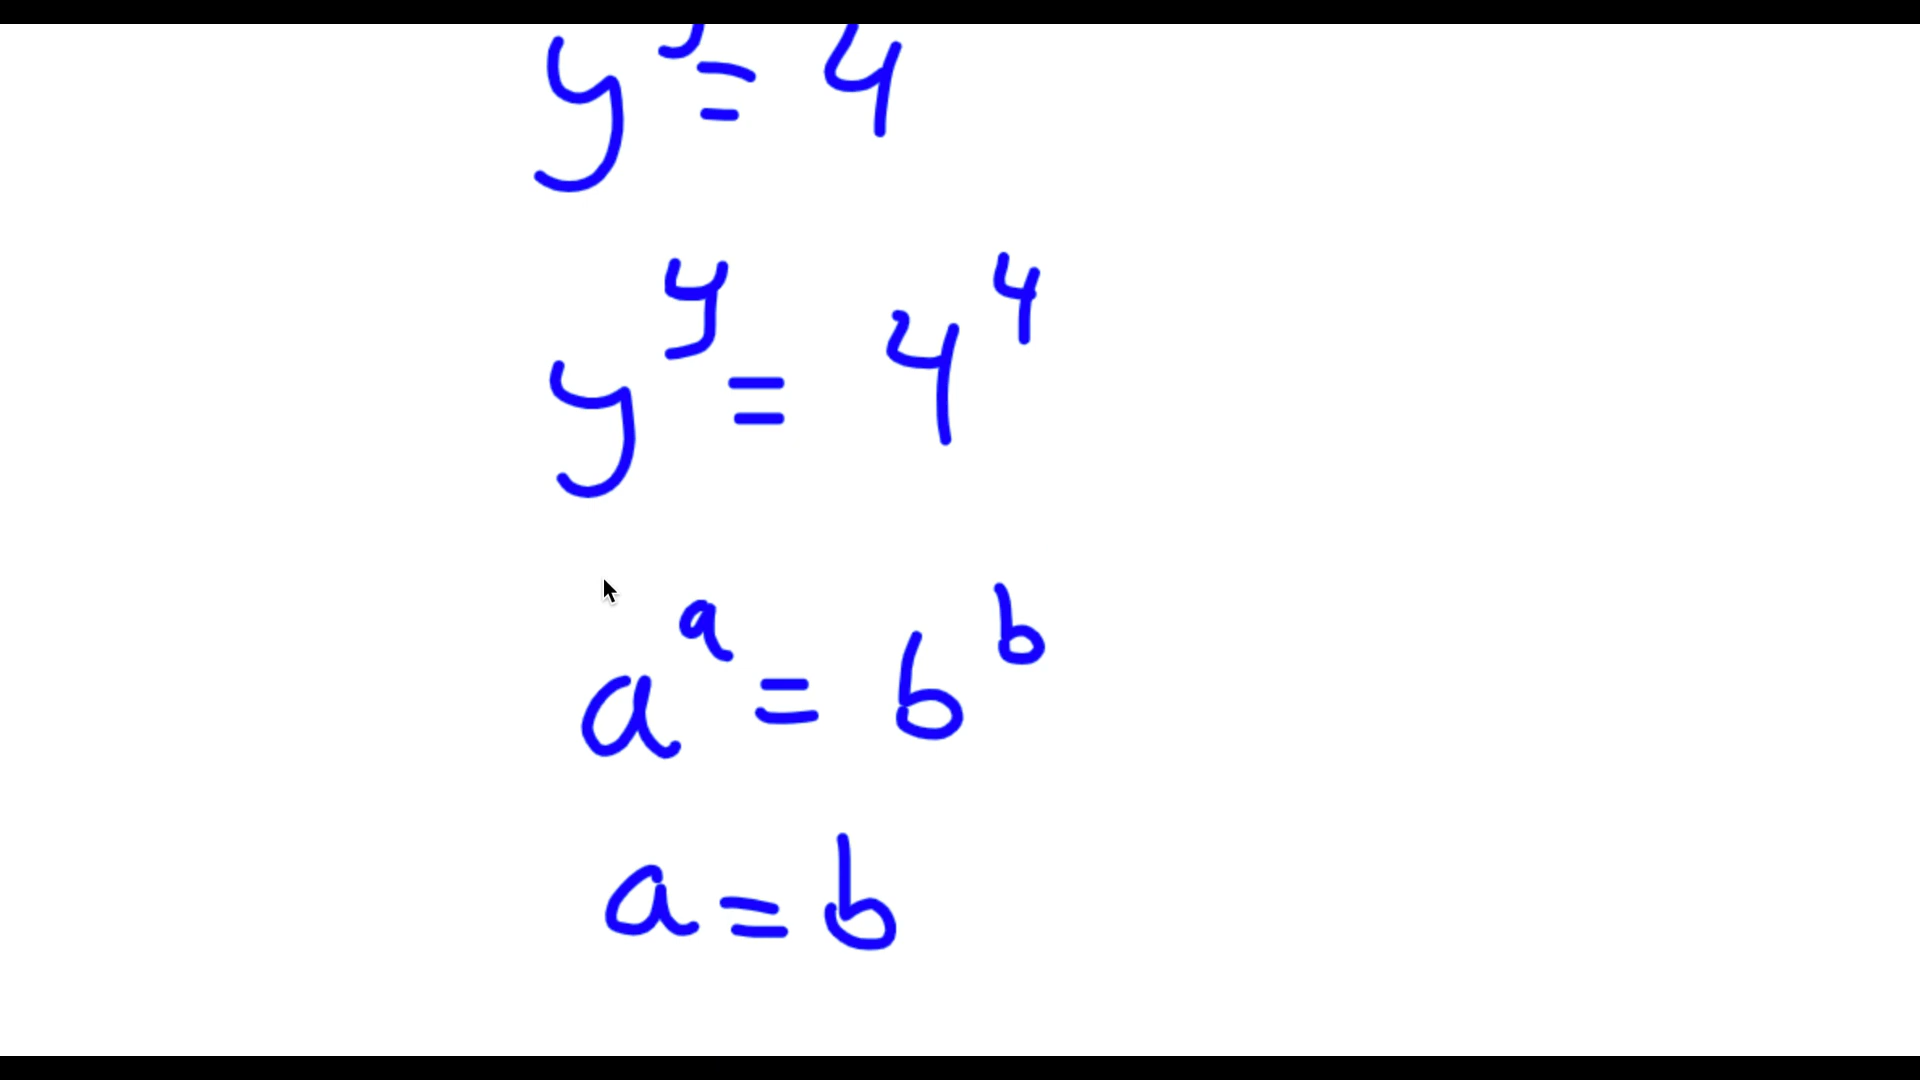 y^y = 4
y^y = 4^4
a^a = b^b
a = b